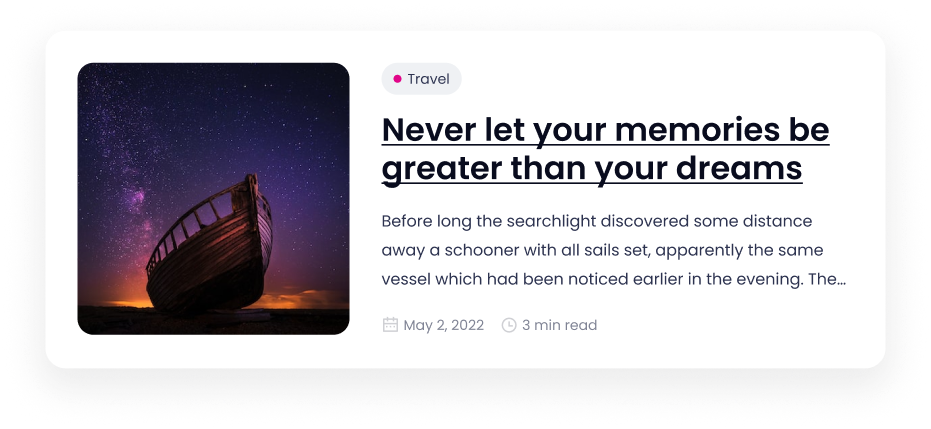 Travel
Never let your memories be
greater than your dreams
Before long the searchlight discovered some distance
away a schooner with all sails set, apparently the same
vessel which had been noticed earlier in the evening. The...
May 2, 2022 3 min read